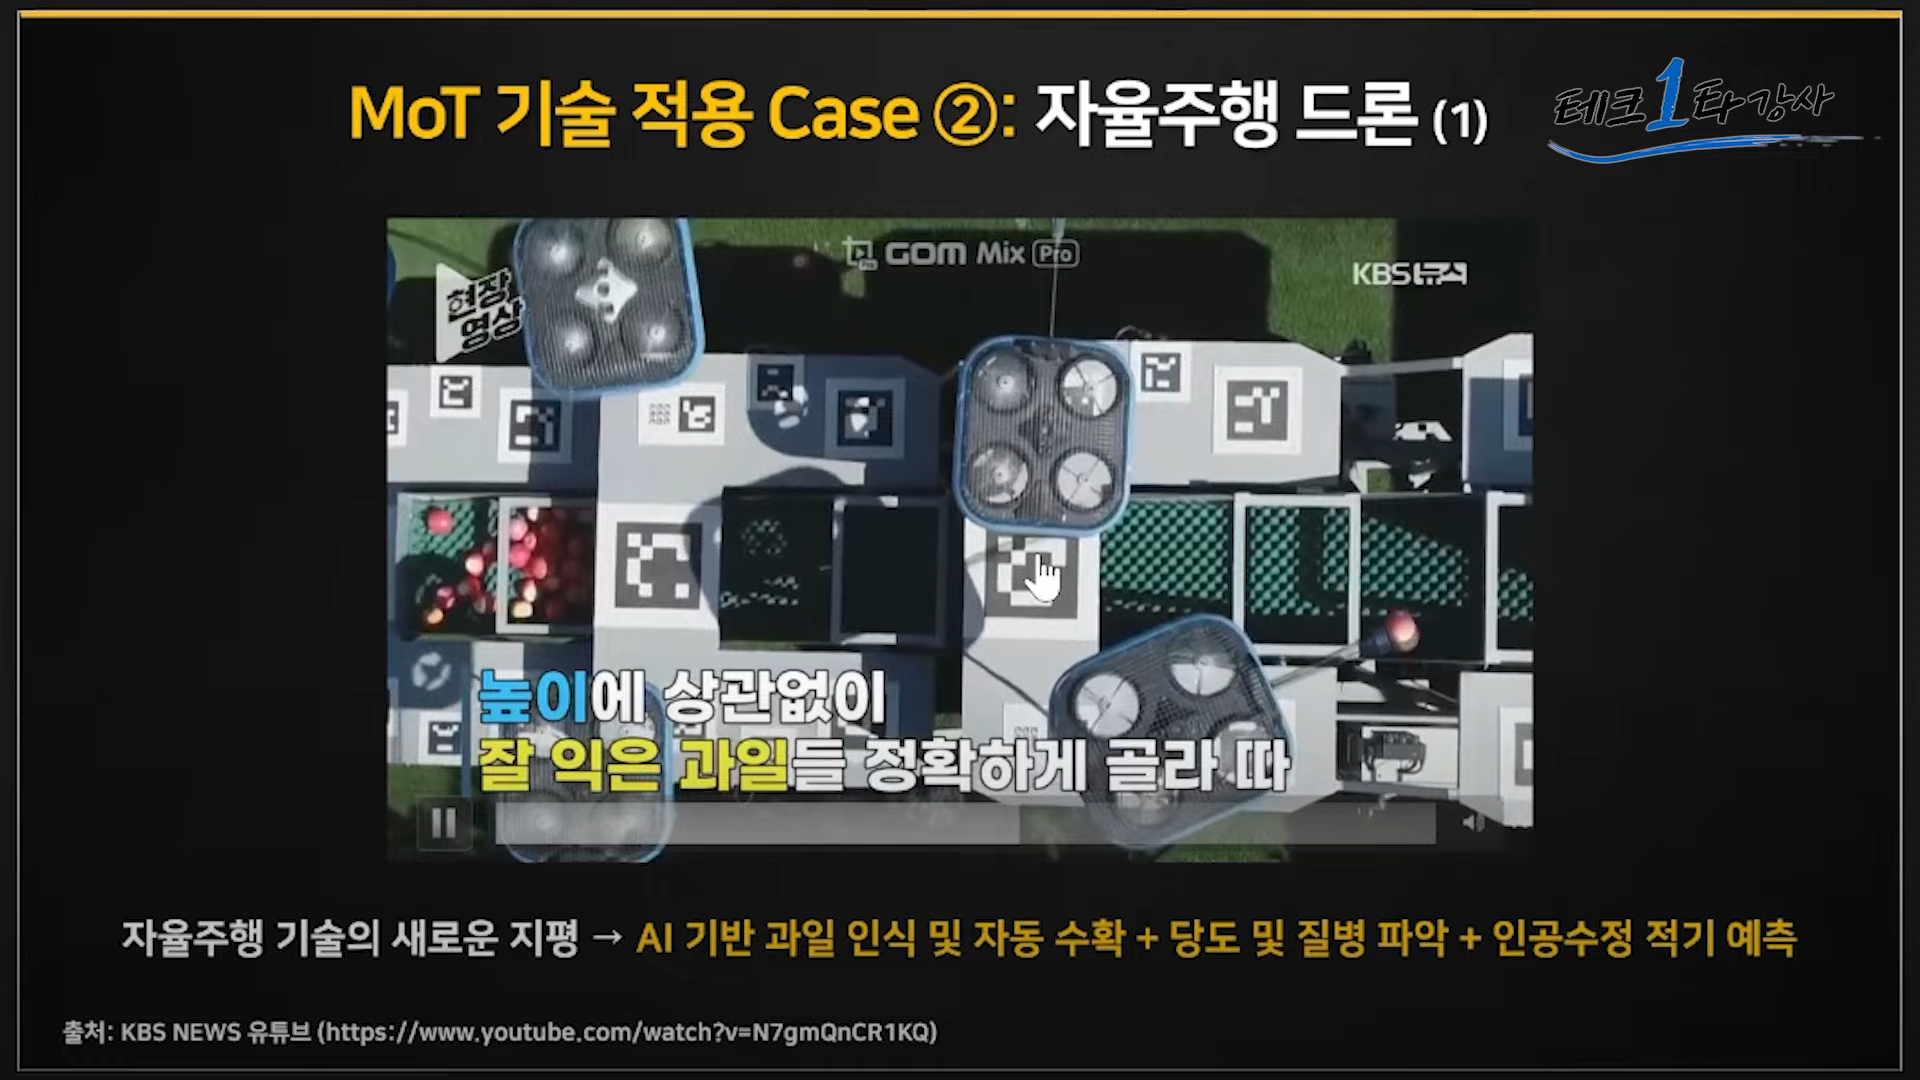 MoT 기술 적용 Case ②: 자율주행 드론 (1)
테크1타강사
GOM Mix Pro
KBS뉴스
현장
영상
높이에 상관없이
잘 익은 과일들 정확하게 골라 따
자율주행 기술의 새로운 지평 → AI 기반 과일 인식 및 자동 수확 + 당도 및 질병 파악 + 인공수정 적기 예측
출처: KBS NEWS 유튜브 (https://www.youtube.com/watch?v=N7gmQnCR1KQ)